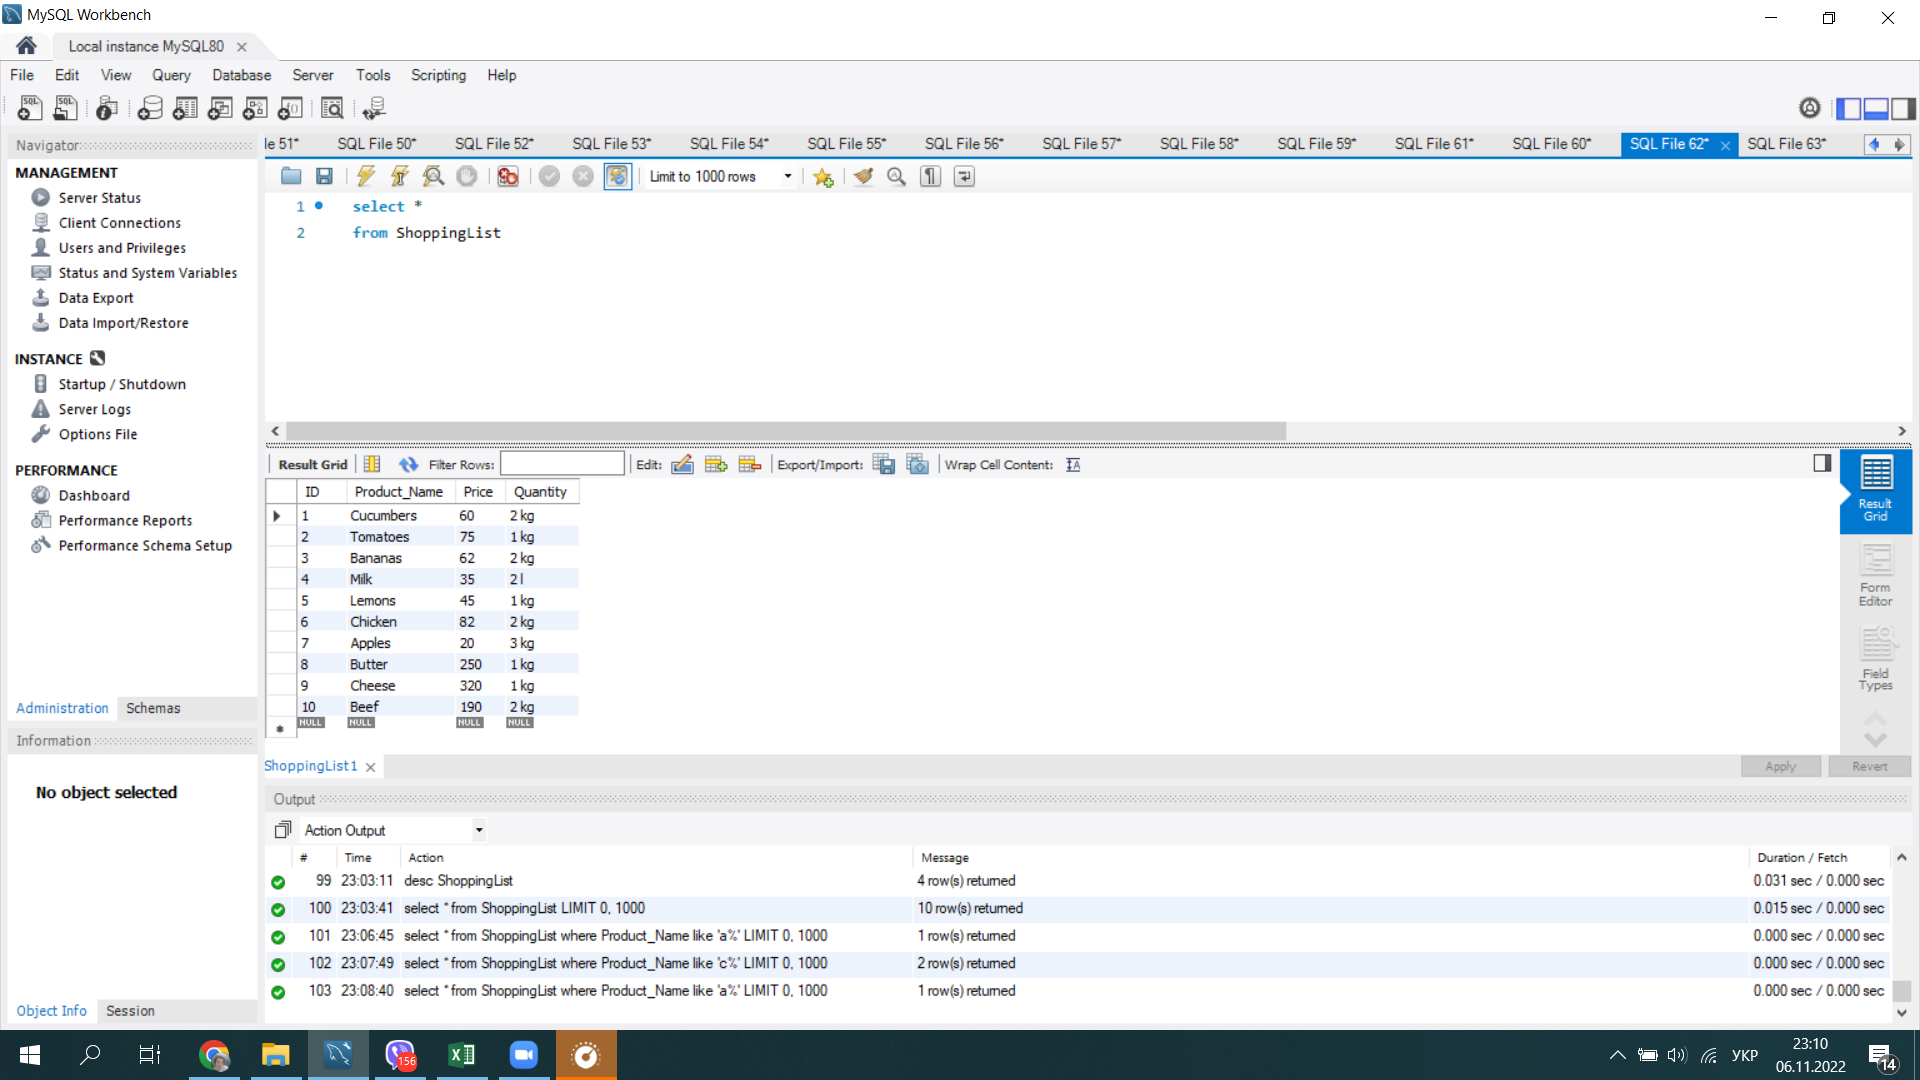 MySQL Workbench
Local instance MySQL80
File Edit View Query Database Server Tools Scripting Help
Navigator
MANAGEMENT
Server Status
Client Connections
Users and Privileges
Status and System Variables
Data Export
Data Import/Restore
INSTANCE
Startup / Shutdown
Server Logs
Options File
PERFORMANCE
Dashboard
Performance Reports
Performance Schema Setup
Administration Schemas
Information
No object selected
Object Info Session
le 51* SQL File 50* SQL File 52* SQL File 53* SQL File 54* SQL File 55* SQL File 56* SQL File 57* SQL File 58* SQL File 59* SQL File 61* SQL File 60* SQL File 62* SQL File 63*
Limit to 1000 rows
1 select *
2 from ShoppingList
Result Grid Filter Rows: Edit: Export/Import: Wrap Cell Content:
ID Product_Name Price Quantity
1 Cucumbers 60 2 kg
2 Tomatoes 75 1 kg
3 Bananas 62 2 kg
4 Milk 35 2 l
5 Lemons 45 1 kg
6 Chicken 82 2 kg
7 Apples 20 3 kg
8 Butter 250 1 kg
9 Cheese 320 1 kg
10 Beef 190 2 kg
NULL NULL NULL NULL
Result Grid
Form Editor
Field Types
ShoppingList1
Apply Revert
Output
Action Output
# Time Action Message Duration / Fetch
99 23:03:11 desc ShoppingList 4 row(s) returned 0.031 sec / 0.000 sec
100 23:03:41 select * from ShoppingList LIMIT 0, 1000 10 row(s) returned 0.015 sec / 0.000 sec
101 23:06:45 select * from ShoppingList where Product_Name like 'a%' LIMIT 0, 1000 1 row(s) returned 0.000 sec / 0.000 sec
102 23:07:49 select * from ShoppingList where Product_Name like 'c%' LIMIT 0, 1000 2 row(s) returned 0.000 sec / 0.000 sec
103 23:08:40 select * from ShoppingList where Product_Name like 'a%' LIMIT 0, 1000 1 row(s) returned 0.000 sec / 0.000 sec
156
УКР
23:10
06.11.2022
14